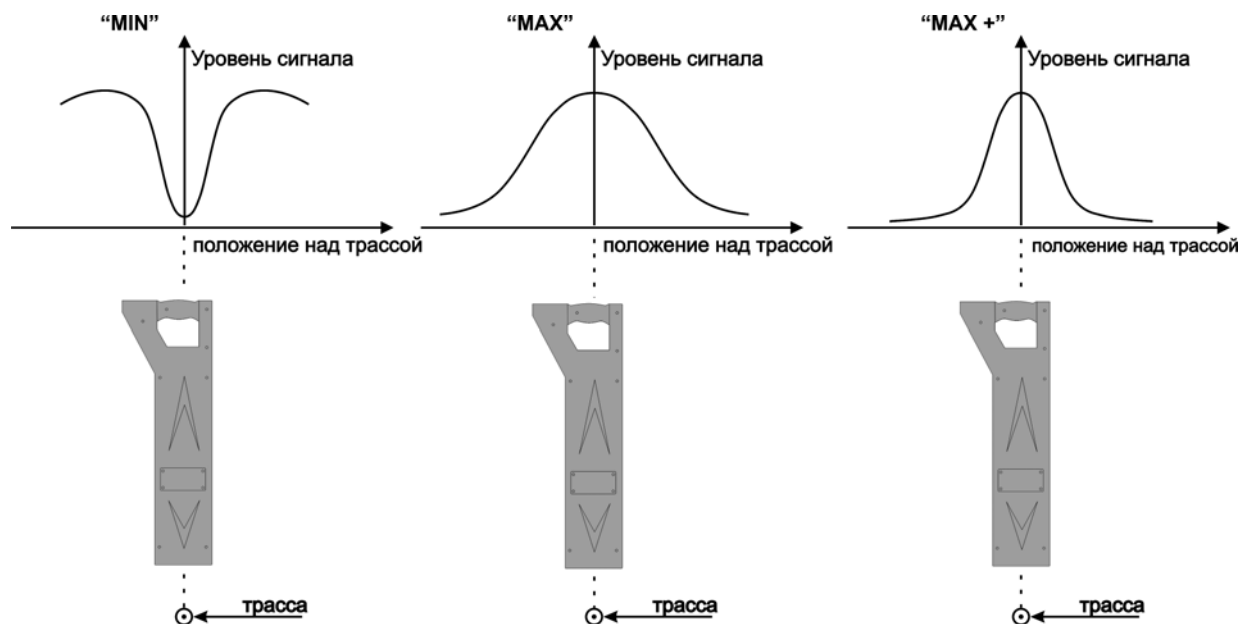 “MIN”
Уровень сигнала
положение над трассой
трасса
“MAX”
Уровень сигнала
положение над трассой
трасса
“MAX +”
Уровень сигнала
положение над трассой
трасса